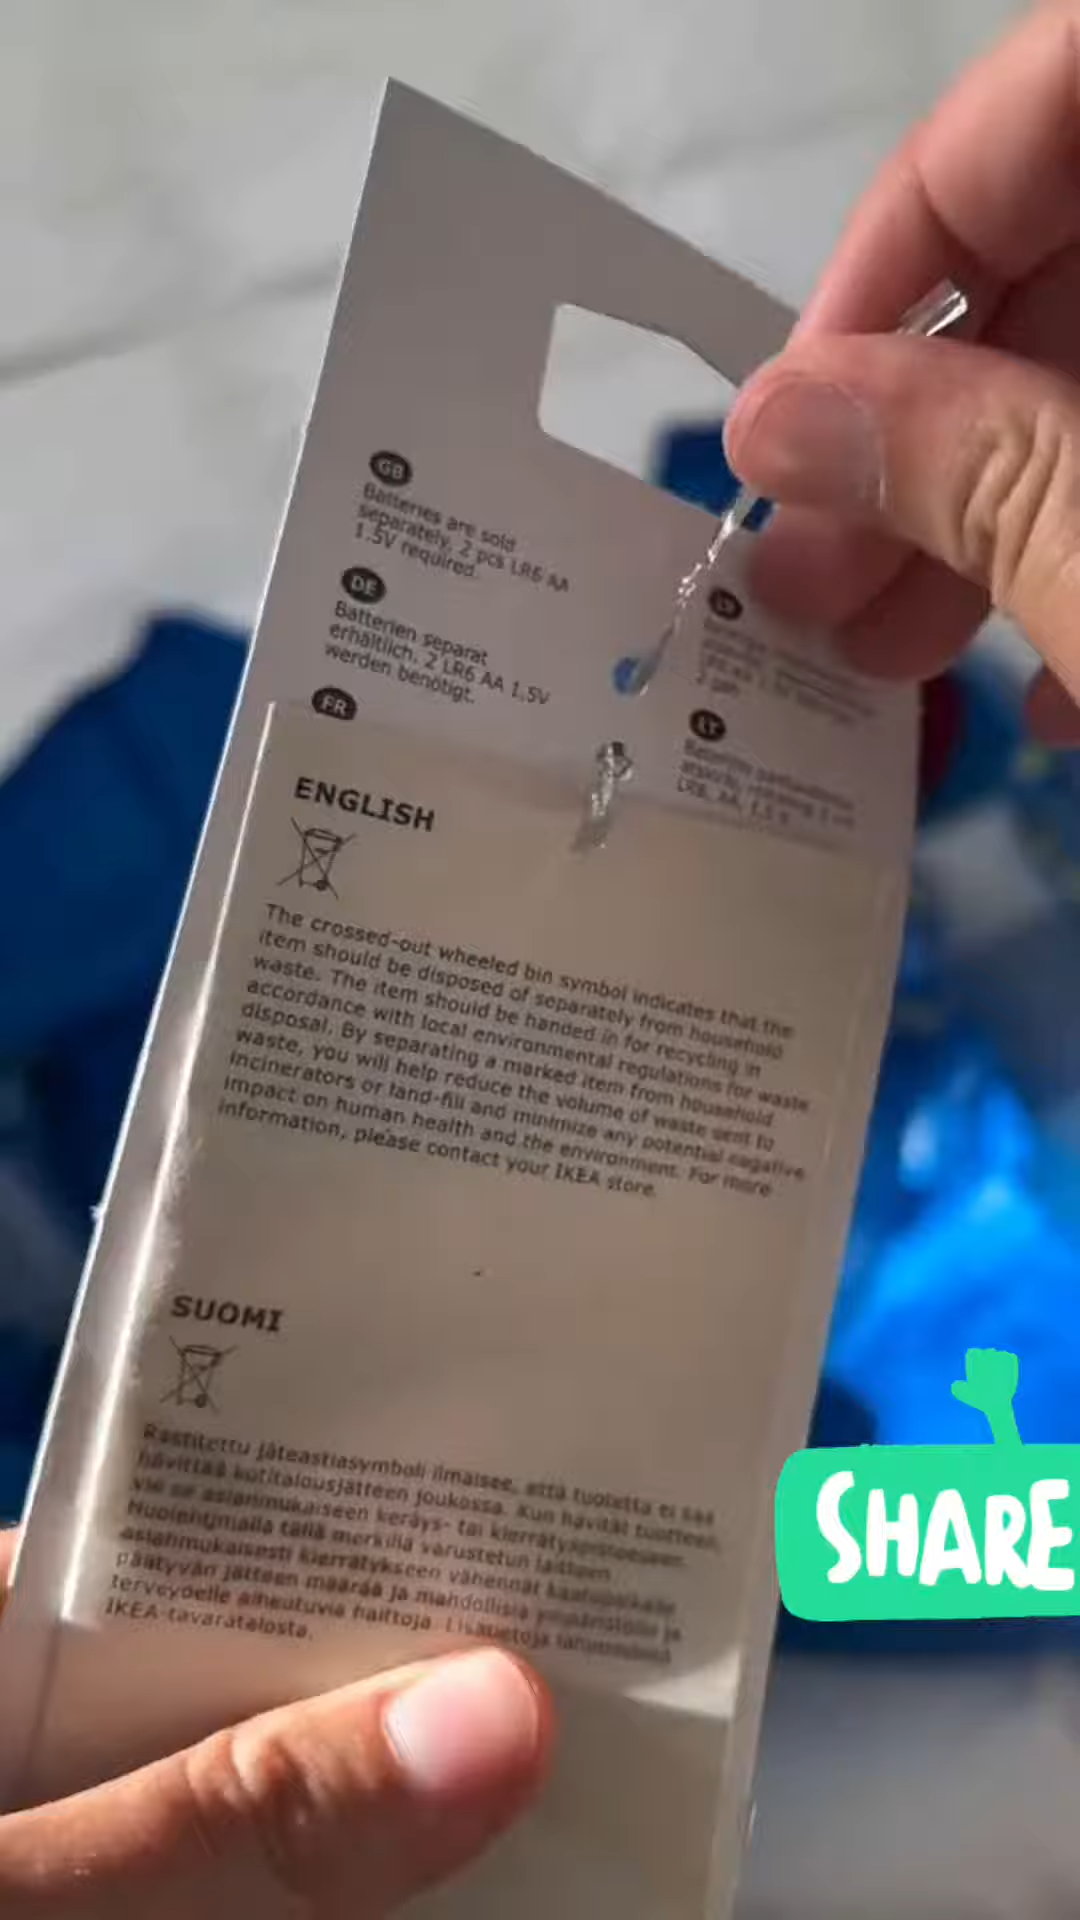 GB
Batteries are sold
separately. 2 pcs LR6 AA
1.5V required.
DE
Batterien separat
erhältlich. 2 LR6 AA 1.5V
werden benötigt.
FR
LT
LR6, AA, 1,5 V
ENGLISH
The crossed-out wheeled bin symbol indicates that the
item should be disposed of separately from household
waste. The item should be handed in for recycling in
accordance with local environmental regulations for waste
disposal. By separating a marked item from household
waste, you will help reduce the volume of waste sent to
incinerators or land-fill and minimize any potential negative
impact on human health and the environment. For more
information, please contact your IKEA store.
SUOMI
Rastitettu jäteastiasymboli ilmaisee, että tuotetta ei saa
hävittää kotitalousjätteen joukossa. Kun hävität tuotteen,
vie se asianmukaiseen keräys- tai kierrätyspisteeseen.
Huolehtimalla tällä merkillä varustetun laitteen
asianmukaisesti kierrätykseen vähennät kaatopaikalle
päätyvän jätteen määrää ja mahdollisia ympäristölle ja
terveydelle aiheutuvia haittoja. Lisätietoja
IKEA-tavaratalosta.
SHARE